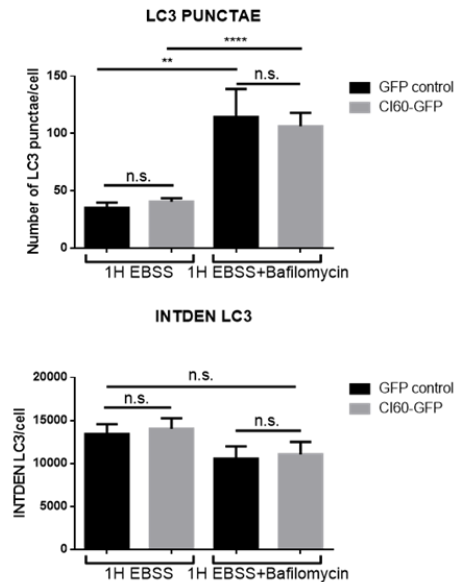 LC3 PUNCTAE
****
**
n.s.
n.s.
GFP control
CI60-GFP
Number of LC3 punctae/cell
150
100
50
0
1H EBSS
1H EBSS+Bafilomycin
INTDEN LC3
n.s.
n.s.
n.s.
GFP control
CI60-GFP
INTDEN LC3/cell
20000
15000
10000
5000
0
1H EBSS
1H EBSS+Bafilomycin